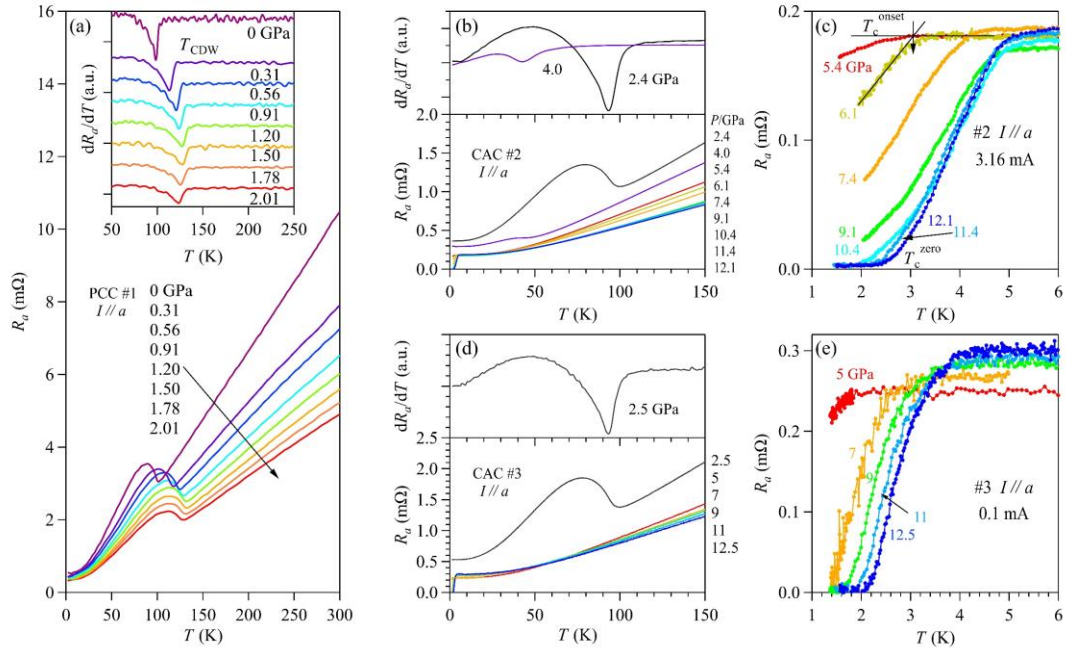 (a)
T_CDW
0 GPa
0.31
0.56
0.91
1.20
1.50
1.78
2.01
dR_a/dT (a.u.)
50 100 150 200 250
T (K)
PCC #1
I // a
0 GPa
0.31
0.56
0.91
1.20
1.50
1.78
2.01
R_a (mΩ)
16
14
12
10
8
6
4
2
0
0 50 100 150 200 250 300
T (K)
(b)
dR_a/dT (a.u.)
4.0
2.4 GPa
2.0
0 50 100
CAC #2
I // a
P/GPa
2.4
4.0
5.4
6.1
7.4
9.1
10.4
11.4
12.1
R_a (mΩ)
1.5
1.0
0.5
0.0
0 50 100 150
T (K)
(c)
T_c^onset
5.4 GPa
6.1
7.4
9.1
10.4
12.1
11.4
T_c^zero
#2 I // a
3.16 mA
R_a (mΩ)
0.2
0.1
0.0
1 2 3 4 5 6
T (K)
(d)
dR_a/dT (a.u.)
2.5 GPa
2.5
0 50 100
CAC #3
I // a
2.5
5
7
9
11
12.5
R_a (mΩ)
2.0
1.5
1.0
0.5
0.0
0 50 100 150
T (K)
(e)
5 GPa
7
9
11
12.5
#3 I // a
0.1 mA
R_a (mΩ)
0.3
0.2
0.1
0.0
1 2 3 4 5 6
T (K)